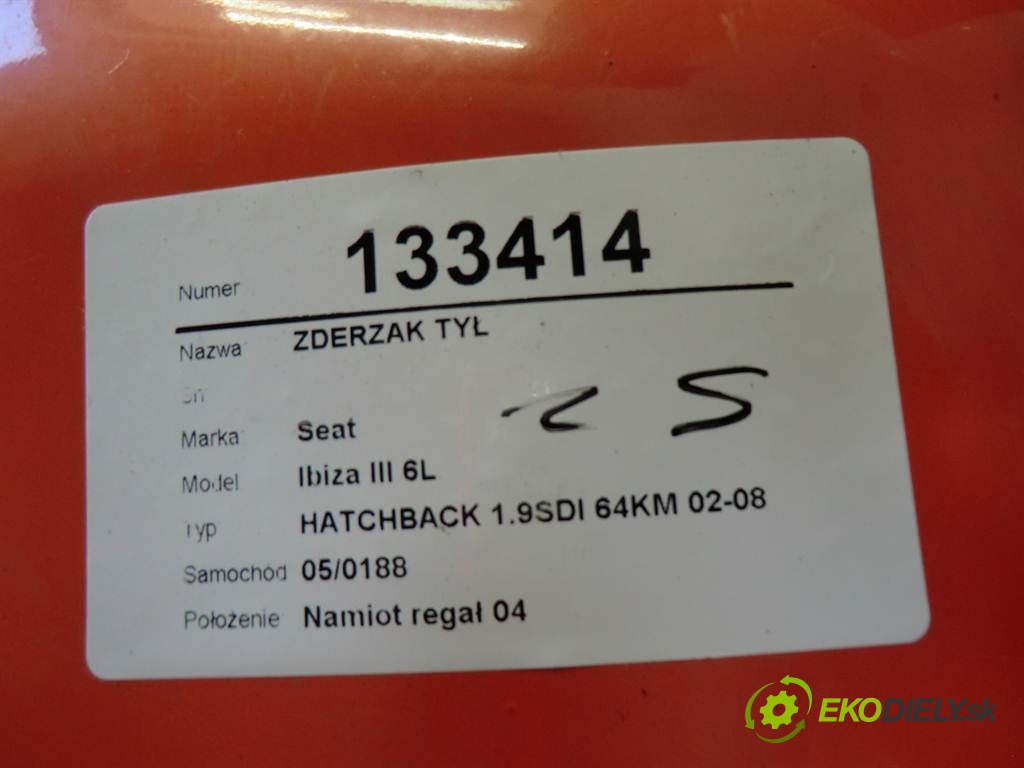 Numer 133414
Nazwa ZDERZAK TYŁ
Marka Seat
Model Ibiza III 6L
Typ HATCHBACK 1.9SDI 64KM 02-08
Samochód 05/0188
Położenie Namiot regał 04
EKODIELY.sk